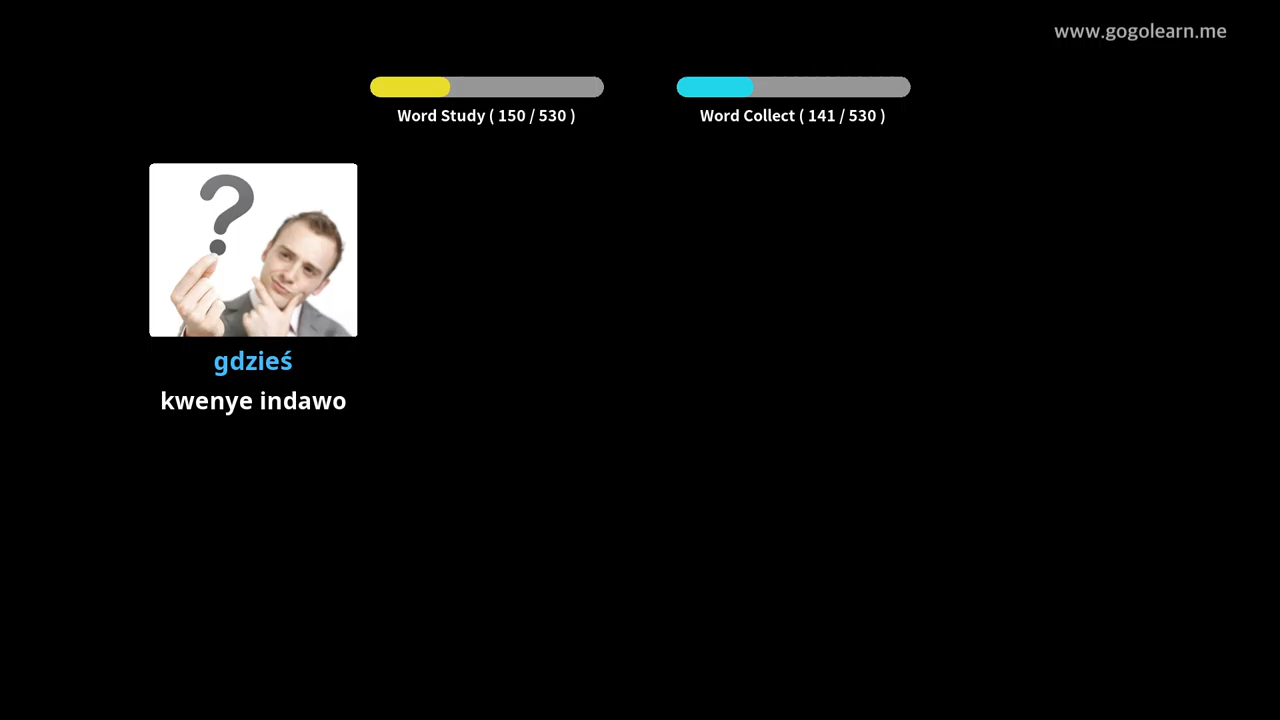 www.gogolearn.me
Word Study ( 150 / 530 )
Word Collect ( 141 / 530 )
?
gdzieś
kwenye indawo